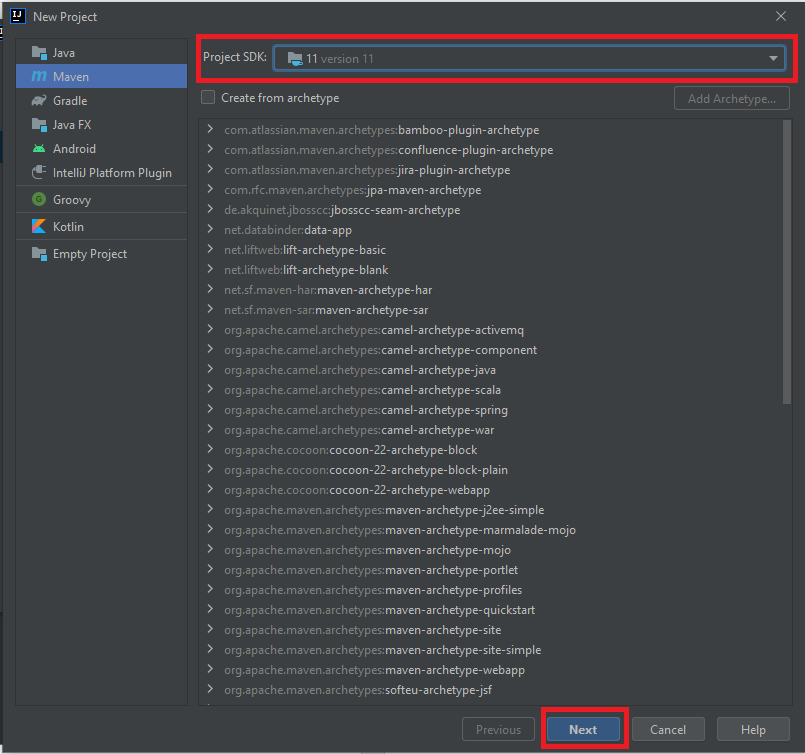 IJ New Project
Java
m Maven
Gradle
Java FX
Android
IntelliJ Platform Plugin
G Groovy
Kotlin
Empty Project
Project SDK: 11 version 11
Create from archetype Add Archetype...
com.atlassian.maven.archetypes:bamboo-plugin-archetype
com.atlassian.maven.archetypes:confluence-plugin-archetype
com.atlassian.maven.archetypes:jira-plugin-archetype
com.rfc.maven.archetypes:jpa-maven-archetype
de.akquinet.jbosscc:jbosscc-seam-archetype
net.databinder:data-app
net.liftweb:lift-archetype-basic
net.liftweb:lift-archetype-blank
net.sf.maven-har:maven-archetype-har
net.sf.maven-sar:maven-archetype-sar
org.apache.camel.archetypes:camel-archetype-activemq
org.apache.camel.archetypes:camel-archetype-component
org.apache.camel.archetypes:camel-archetype-java
org.apache.camel.archetypes:camel-archetype-scala
org.apache.camel.archetypes:camel-archetype-spring
org.apache.camel.archetypes:camel-archetype-war
org.apache.cocoon:cocoon-22-archetype-block
org.apache.cocoon:cocoon-22-archetype-block-plain
org.apache.cocoon:cocoon-22-archetype-webapp
org.apache.maven.archetypes:maven-archetype-j2ee-simple
org.apache.maven.archetypes:maven-archetype-marmalade-mojo
org.apache.maven.archetypes:maven-archetype-mojo
org.apache.maven.archetypes:maven-archetype-portlet
org.apache.maven.archetypes:maven-archetype-profiles
org.apache.maven.archetypes:maven-archetype-quickstart
org.apache.maven.archetypes:maven-archetype-site
org.apache.maven.archetypes:maven-archetype-site-simple
org.apache.maven.archetypes:maven-archetype-webapp
org.apache.maven.archetypes:softeu-archetype-jsf
Previous Next Cancel Help